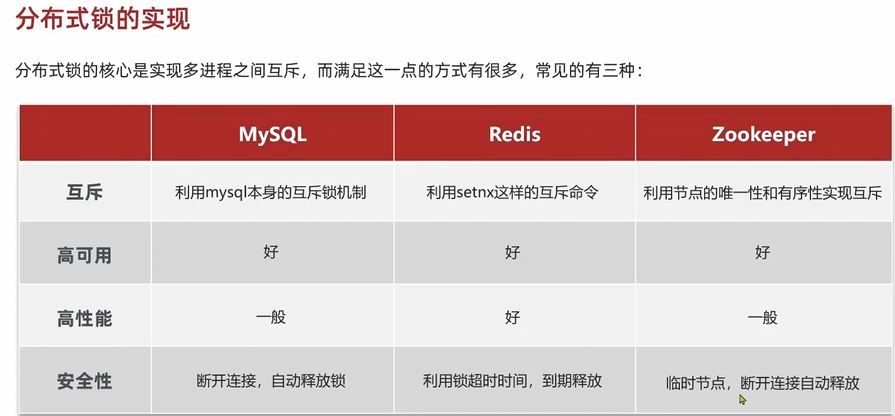 分布式锁的实现
分布式锁的核心是实现多进程之间互斥，而满足这一点的方式有很多，常见的有三种：
MySQL Redis Zookeeper
互斥 利用mysql本身的互斥锁机制 利用setnx这样的互斥命令 利用节点的唯一性和有序性实现互斥
高可用 好 好 好
高性能 一般 好 一般
安全性 断开连接，自动释放锁 利用锁超时时间，到期释放 临时节点，断开连接自动释放